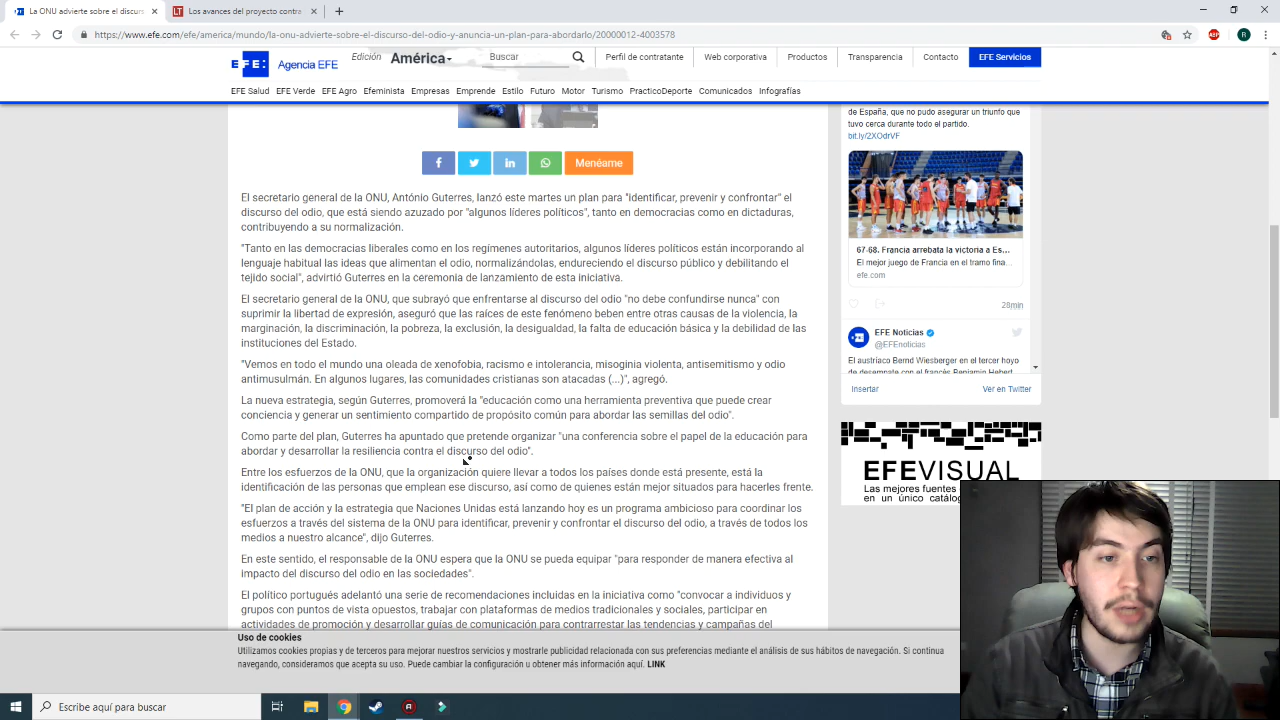 La ONU advierte sobre el discurs
Los avances del proyecto contra
https://www.efe.com/efe/america/mundo/la-onu-advierte-sobre-el-discurso-del-odio-y-anuncia-un-plan-para-abordarlo/20000012-4003578
ABP
R
EFE: Agencia EFE
Edición América
Buscar
Perfil de contratante
Web corporativa
Productos
Transparencia
Contacto
EFE Servicios
EFE Salud EFE Verde EFE Agro Efeminista Empresas Emprende Estilo Futuro Motor Turismo PracticoDeporte Comunicados Infografías
Menéame
El secretario general de la ONU, António Guterres, lanzó este martes un plan para "identificar, prevenir y confrontar" el
discurso del odio, que está siendo azuzado por "algunos líderes políticos", tanto en democracias como en dictaduras,
contribuyendo a su normalización.
"Tanto en las democracias liberales como en los regímenes autoritarios, algunos líderes políticos están incorporando al
lenguaje habitual las ideas que alimentan el odio, normalizándolas, endureciendo el discurso público y debilitando el
tejido social", advirtió Guterres en la ceremonia de lanzamiento de esta iniciativa.
El secretario general de la ONU, que subrayó que enfrentarse al discurso del odio "no debe confundirse nunca" con
suprimir la libertad de expresión, aseguró que las raíces de este fenómeno beben entre otras causas de la violencia, la
marginación, la discriminación, la pobreza, la exclusión, la desigualdad, la falta de educación básica y la debilidad de las
instituciones del Estado.
"Vemos en todo el mundo una oleada de xenofobia, racismo e intolerancia, misoginia violenta, antisemitismo y odio
antimusulmán. En algunos lugares, las comunidades cristianas son atacadas (...)", agregó.
La nueva estrategia, según Guterres, promoverá la "educación como una herramienta preventiva que puede crear
conciencia y generar un sentimiento compartido de propósito común para abordar las semillas del odio".
Como parte del plan, Guterres ha apuntado que pretende organizar "una conferencia sobre el papel de la educación para
abordar y desarrollar la resiliencia contra el discurso del odio".
Entre los esfuerzos de la ONU, que la organización quiere llevar a todos los países donde está presente, está la
identificación de las personas que emplean ese discurso, así como de quienes están mejor situados para hacerles frente.
"El plan de acción y la estrategia que Naciones Unidas está lanzando hoy es un programa ambicioso para coordinar los
esfuerzos a través del sistema de la ONU para identificar, prevenir y confrontar el discurso del odio, a través de todos los
medios a nuestro alcance", dijo Guterres.
En este sentido, el responsable de la ONU espera que la ONU se pueda equipar "para responder de manera efectiva al
impacto del discurso del odio en las sociedades".
El político portugués adelantó una serie de recomendaciones incluidas en la iniciativa como "convocar a individuos y
grupos con puntos de vista opuestos, trabajar con plataformas de medios tradicionales y sociales, participar en
actividades de promoción y desarrollar guías de comunicación para contrarrestar las tendencias y campañas del
de España, que no pudo asegurar un triunfo que
tuvo cerca durante todo el partido.
bit.ly/2XOdrVF
67-68. Francia arrebata la victoria a Es...
El mejor juego de Francia en el tramo fina...
efe.com
28min
EFE Noticias
@EFEnoticias
El austríaco Bernd Wiesberger en el tercer hoyo
de desempate con el francés Benjamin Hebert
Insertar
Ver en Twitter
EFEVISUAL
Las mejores fuentes
en un único catálog
Uso de cookies
Utilizamos cookies propias y de terceros para mejorar nuestros servicios y mostrarle publicidad relacionada con sus preferencias mediante el análisis de sus hábitos de navegación. Si continua
navegando, consideramos que acepta su uso. Puede cambiar la configuración u obtener más información aquí. LINK
Escribe aquí para buscar